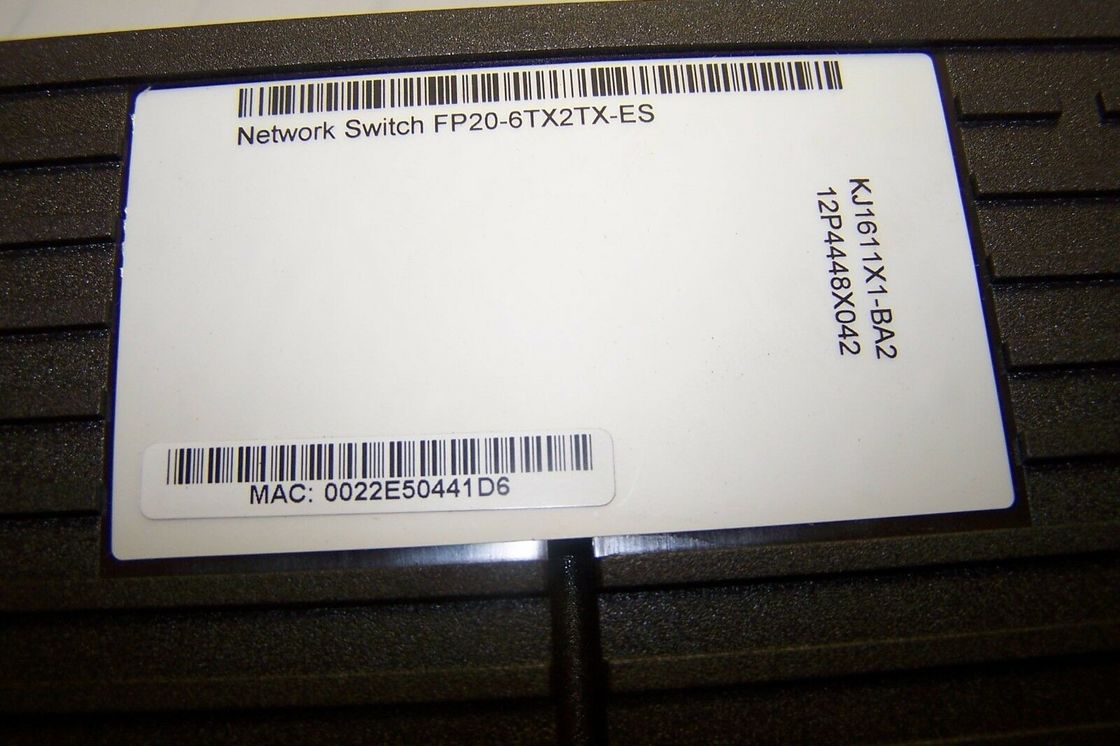 Network Switch FP20-6TX2TX-ES
KJ1611X1-BA2
12P4448X042
MAC: 0022E50441D6